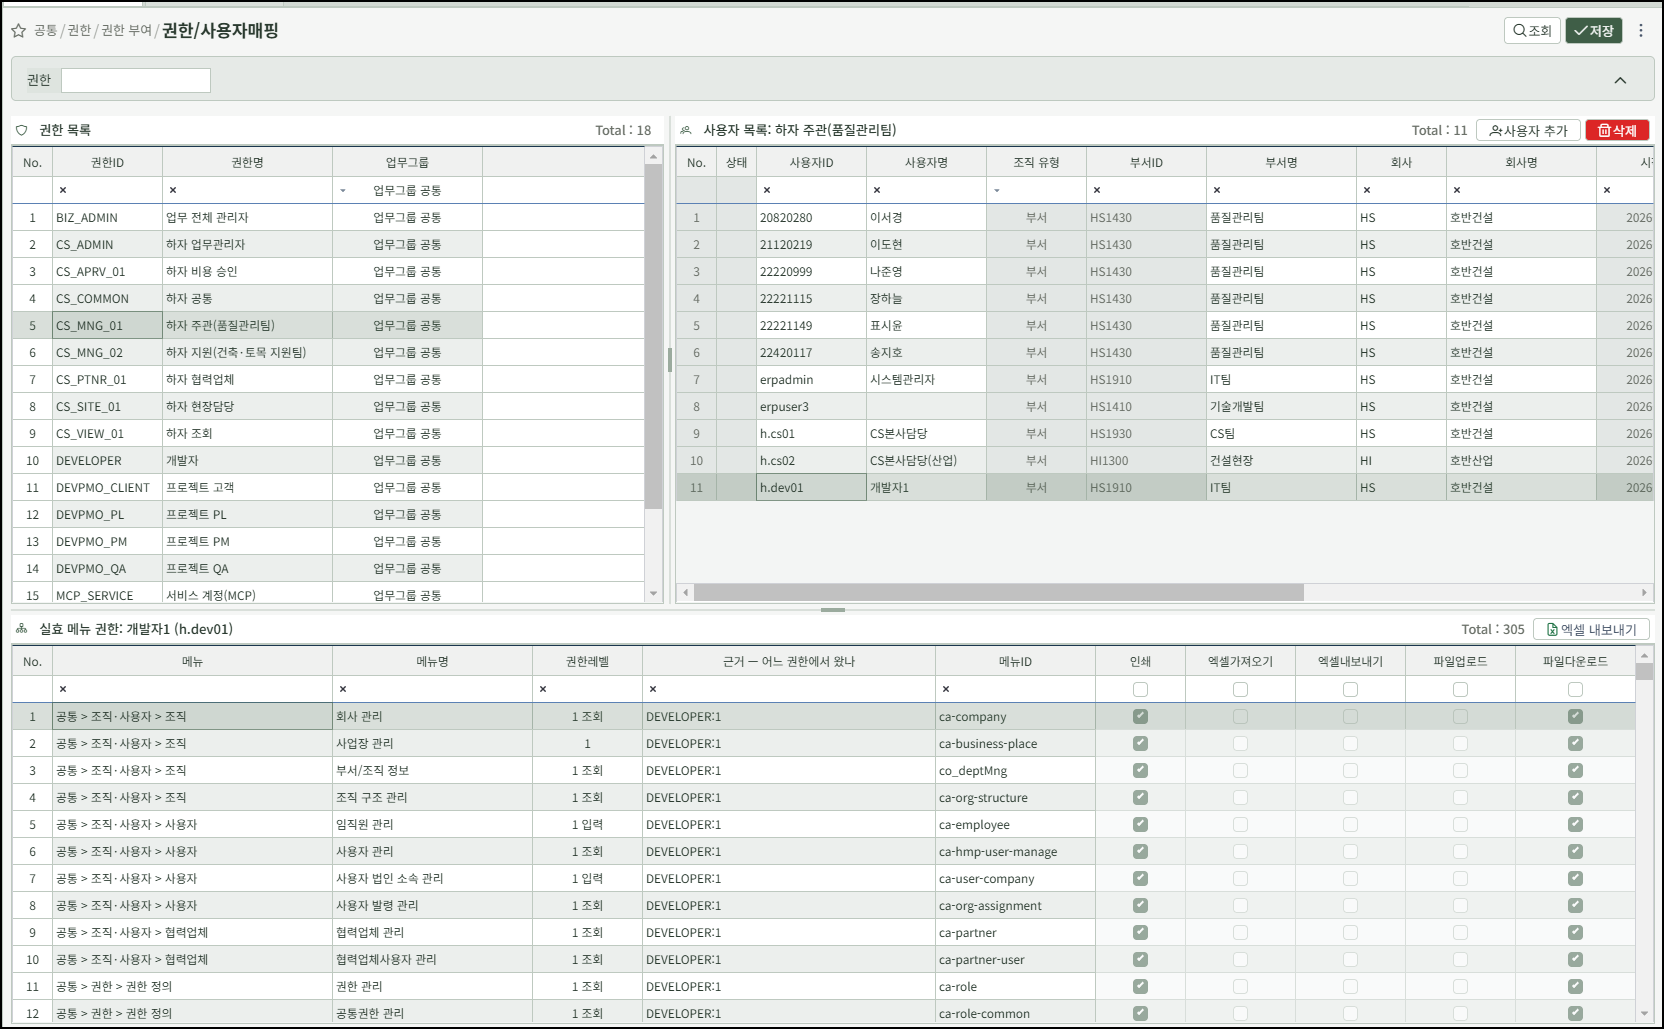 공통 / 권한 / 권한 부여 / 권한/사용자매핑 조회 저장
권한
권한 목록 Total : 18
No. 권한ID 권한명 업무그룹
× × 업무그룹 공통
1 BIZ_ADMIN 업무 전체 관리자 업무그룹 공통
2 CS_ADMIN 하자 업무관리자 업무그룹 공통
3 CS_APRV_01 하자 비용 승인 업무그룹 공통
4 CS_COMMON 하자 공통 업무그룹 공통
5 CS_MNG_01 하자 주관(품질관리팀) 업무그룹 공통
6 CS_MNG_02 하자 지원(건축·토목 지원팀) 업무그룹 공통
7 CS_PTNR_01 하자 협력업체 업무그룹 공통
8 CS_SITE_01 하자 현장담당 업무그룹 공통
9 CS_VIEW_01 하자 조회 업무그룹 공통
10 DEVELOPER 개발자 업무그룹 공통
11 DEVPMO_CLIENT 프로젝트 고객 업무그룹 공통
12 DEVPMO_PL 프로젝트 PL 업무그룹 공통
13 DEVPMO_PM 프로젝트 PM 업무그룹 공통
14 DEVPMO_QA 프로젝트 QA 업무그룹 공통
15 MCP_SERVICE 서비스 계정(MCP) 업무그룹 공통
사용자 목록: 하자 주관(품질관리팀) Total : 11 사용자 추가 삭제
No. 상태 사용자ID 사용자명 조직 유형 부서ID 부서명 회사 회사명 시
× × × × × × ×
1 20820280 이서경 부서 HS1430 품질관리팀 HS 호반건설 2026
2 21120219 이도현 부서 HS1430 품질관리팀 HS 호반건설 2026
3 22220999 나준영 부서 HS1430 품질관리팀 HS 호반건설 2026
4 22221115 장하늘 부서 HS1430 품질관리팀 HS 호반건설 2026
5 22221149 표시윤 부서 HS1430 품질관리팀 HS 호반건설 2026
6 22420117 송지호 부서 HS1430 품질관리팀 HS 호반건설 2026
7 erpadmin 시스템관리자 부서 HS1910 IT팀 HS 호반건설 2026
8 erpuser3 부서 HS1410 기술개발팀 HS 호반건설 2026
9 h.cs01 CS본사담당 부서 HS1930 CS팀 HS 호반건설 2026
10 h.cs02 CS본사담당(산업) 부서 HI1300 건설현장 HI 호반산업 2026
11 h.dev01 개발자1 부서 HS1910 IT팀 HS 호반건설 2026
실효 메뉴 권한: 개발자1 (h.dev01) Total : 305 엑셀 내보내기
No. 메뉴 메뉴명 권한레벨 근거 — 어느 권한에서 왔나 메뉴ID 인쇄 엑셀가져오기 엑셀내보내기 파일업로드 파일다운로드
× × × × ×
1 공통 > 조직·사용자 > 조직 회사 관리 1 조회 DEVELOPER:1 ca-company
2 공통 > 조직·사용자 > 조직 사업장 관리 1 DEVELOPER:1 ca-business-place
3 공통 > 조직·사용자 > 조직 부서/조직 정보 1 조회 DEVELOPER:1 co_deptMng
4 공통 > 조직·사용자 > 조직 조직 구조 관리 1 조회 DEVELOPER:1 ca-org-structure
5 공통 > 조직·사용자 > 사용자 임직원 관리 1 입력 DEVELOPER:1 ca-employee
6 공통 > 조직·사용자 > 사용자 사용자 관리 1 조회 DEVELOPER:1 ca-hmp-user-manage
7 공통 > 조직·사용자 > 사용자 사용자 법인 소속 관리 1 입력 DEVELOPER:1 ca-user-company
8 공통 > 조직·사용자 > 사용자 사용자 발령 관리 1 조회 DEVELOPER:1 ca-org-assignment
9 공통 > 조직·사용자 > 협력업체 협력업체 관리 1 조회 DEVELOPER:1 ca-partner
10 공통 > 조직·사용자 > 협력업체 협력업체사용자 관리 1 조회 DEVELOPER:1 ca-partner-user
11 공통 > 권한 > 권한 정의 권한 관리 1 조회 DEVELOPER:1 ca-role
12 공통 > 권한 > 권한 정의 공통권한 관리 1 조회 DEVELOPER:1 ca-role-common